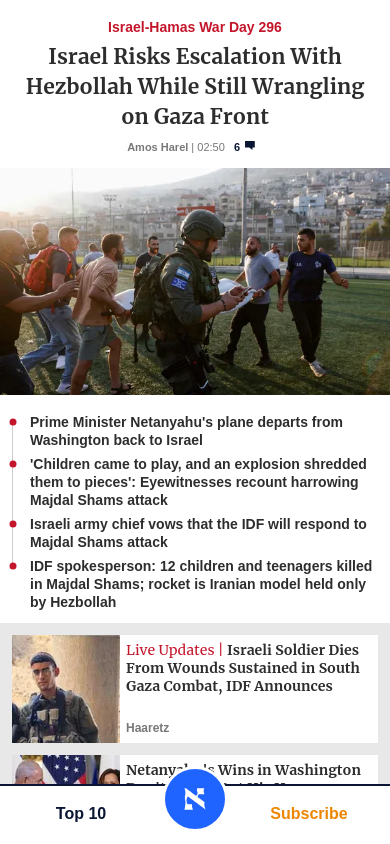 Israel-Hamas War Day 296
Israel Risks Escalation With
Hezbollah While Still Wrangling
on Gaza Front
Amos Harel | 02:50 6
Prime Minister Netanyahu's plane departs from
Washington back to Israel
'Children came to play, and an explosion shredded
them to pieces': Eyewitnesses recount harrowing
Majdal Shams attack
Israeli army chief vows that the IDF will respond to
Majdal Shams attack
IDF spokesperson: 12 children and teenagers killed
in Majdal Shams; rocket is Iranian model held only
by Hezbollah
Live Updates | Israeli Soldier Dies
From Wounds Sustained in South
Gaza Combat, IDF Announces
Haaretz
Wins in Washington
Top 10
Subscribe